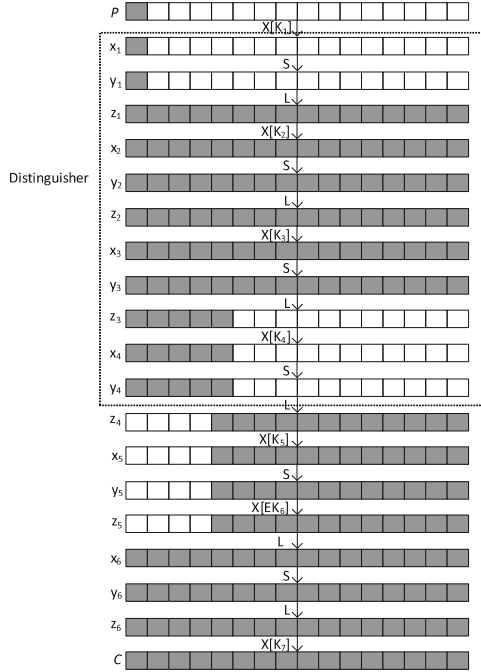 P
X[K₁]
x₁
S
y₁
L
z₁
X[K₂]
x₂
S
Distinguisher
y₂
L
z₂
X[K₃]
x₃
S
y₃
L
z₃
X[K₄]
x₄
S
y₄
L
z₄
X[K₅]
x₅
S
y₅
X[EK₆]
z₅
L
x₆
S
y₆
L
z₆
X[K₇]
C